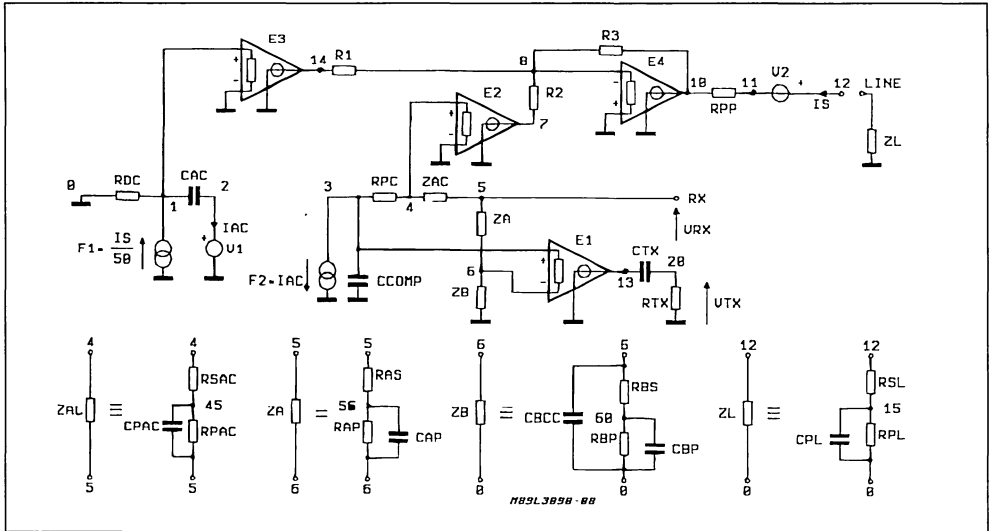 E3
14
R1
8
R3
E4
10
11
U2
+
12
LINE
RPP
IS
ZL
E2
R2
7
+
-
+
-
+
-
0
RDC
CAC
2
1
IAC
+
U1
F1=
IS
50
3
RPC
4
ZAC
5
RX
URX
ZA
6
ZB
E1
+
-
CTX
20
13
RTX
UTX
F2=IAC
CCOMP
4
ZAL
≡
5
4
RSAC
45
CPAC
RPAC
5
5
ZA
≡
6
5
RAS
56
RAP
CAP
6
6
ZB
≡
0
6
CBCC
RBS
60
RBP
CBP
0
12
ZL
≡
0
12
RSL
15
CPL
RPL
0
M89L3898-88